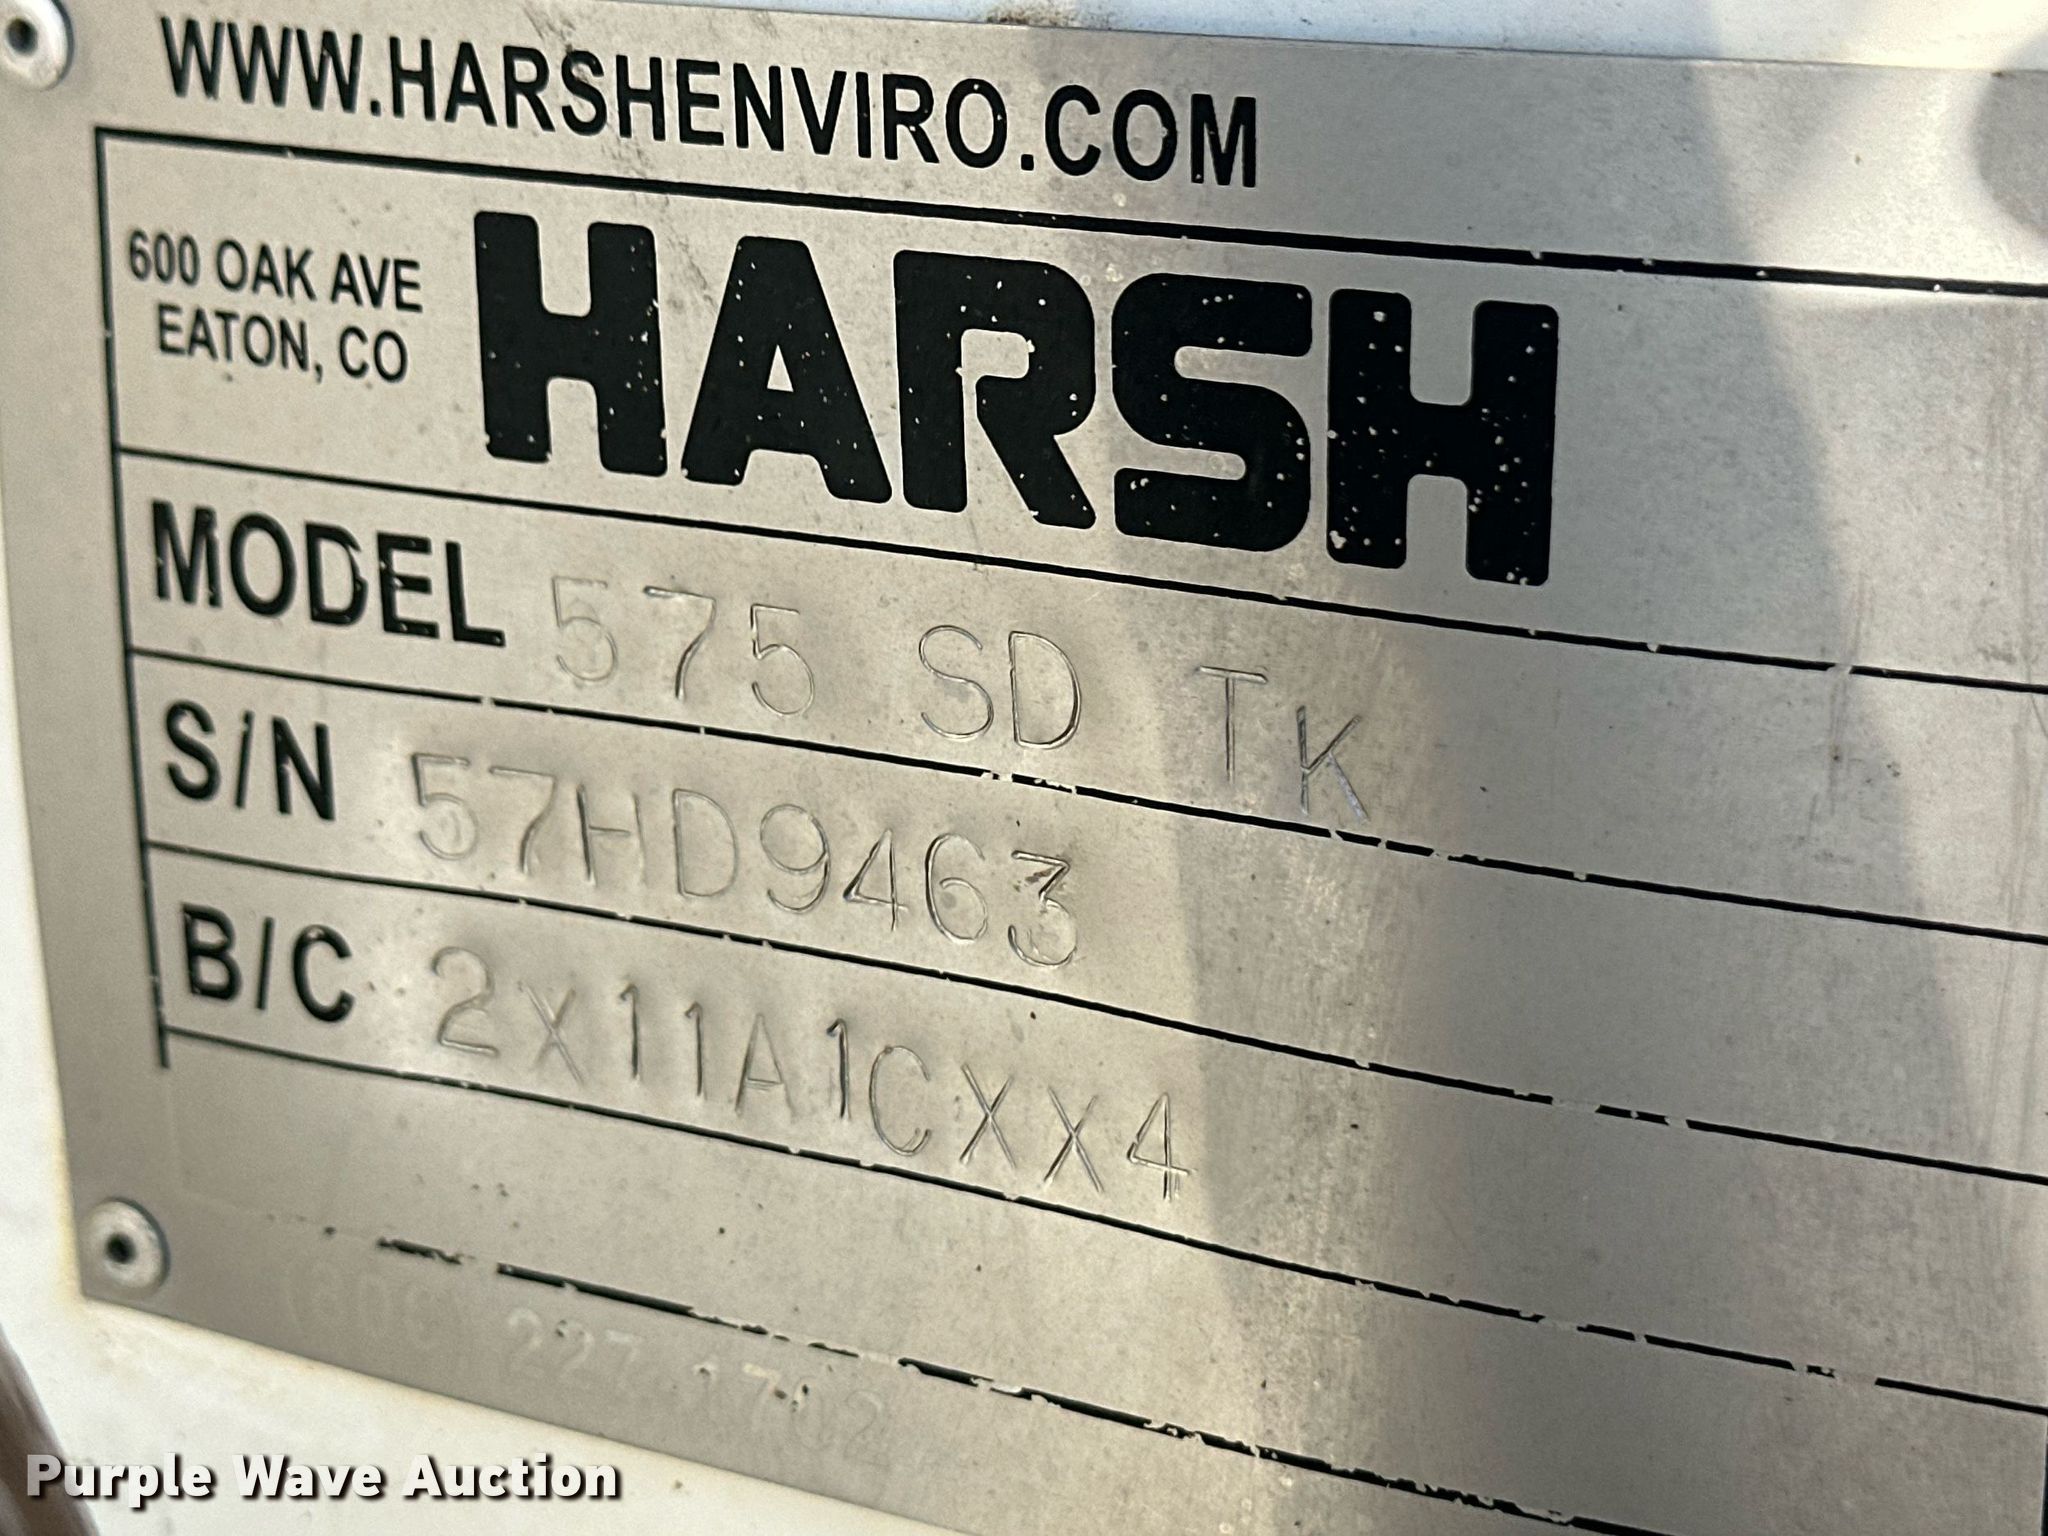 WWW.HARSHENVIRO.COM
600 OAK AVE
EATON, CO
HARSH
MODEL 575 SD TK
S/N 57HD9463
B/C 2X11A1CXX4
Purple Wave Auction